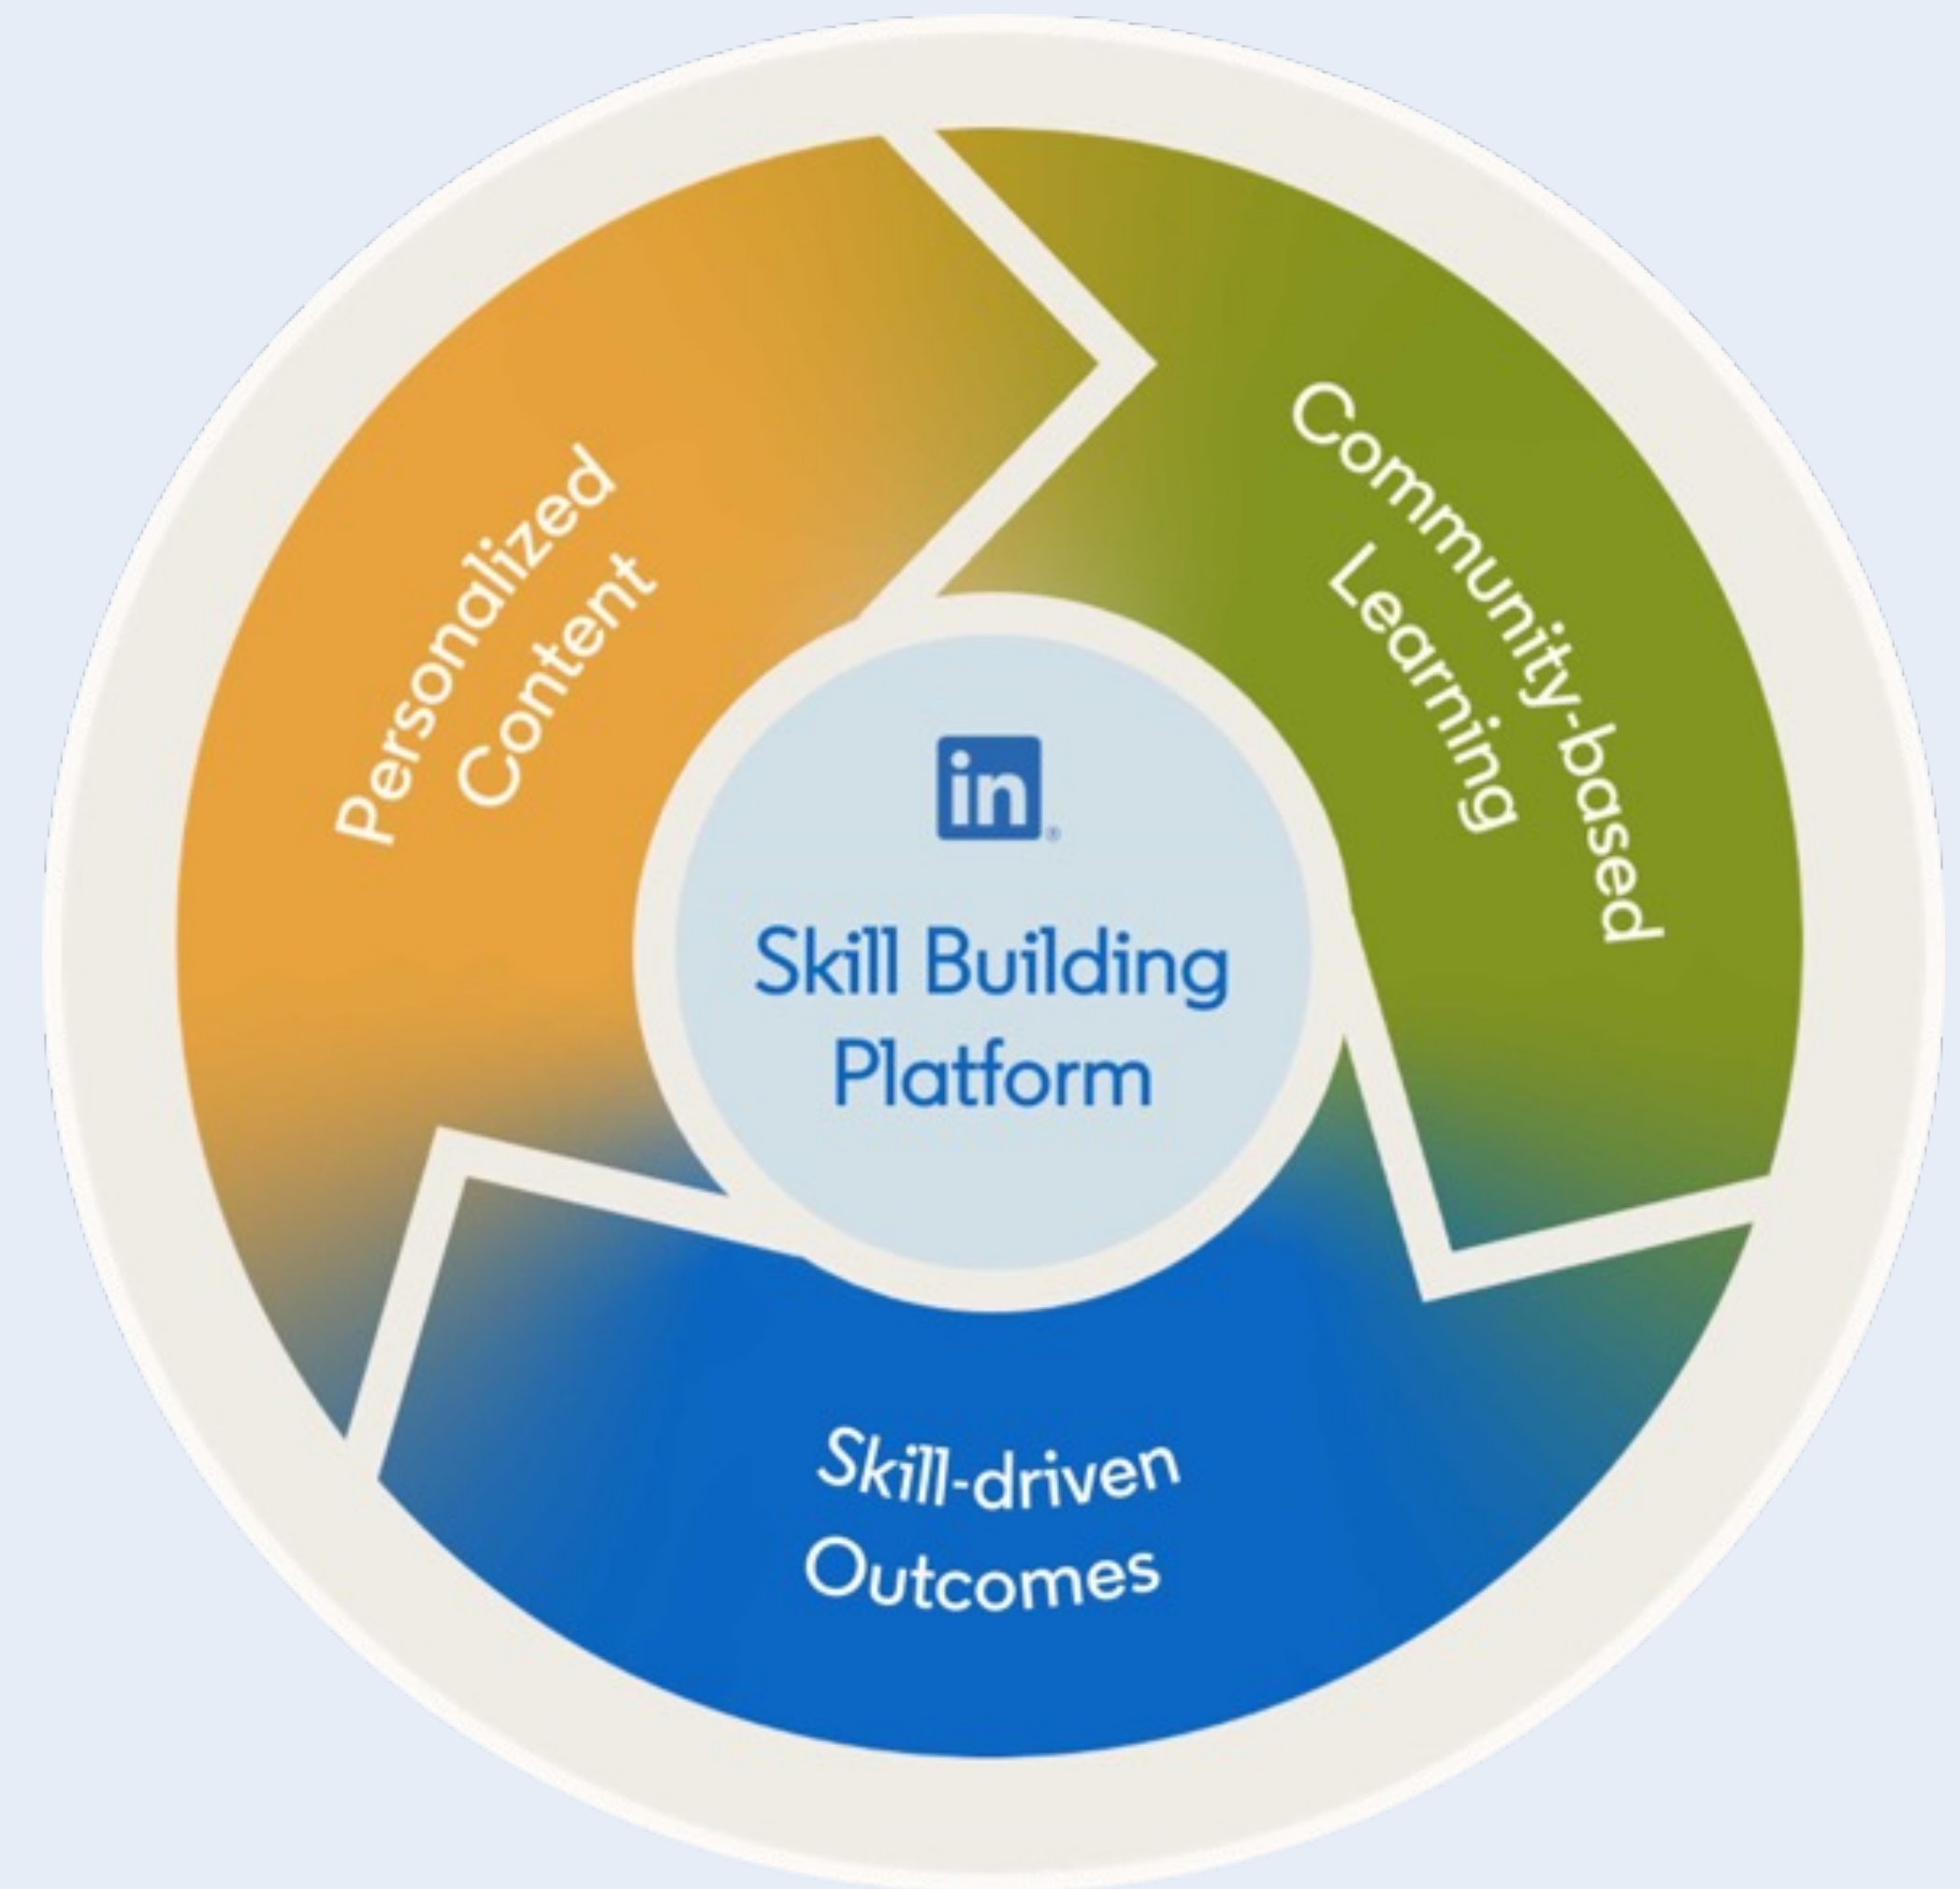 Personalized
Content
Community-based
Learning
in
Skill Building
Platform
Skill-driven
Outcomes